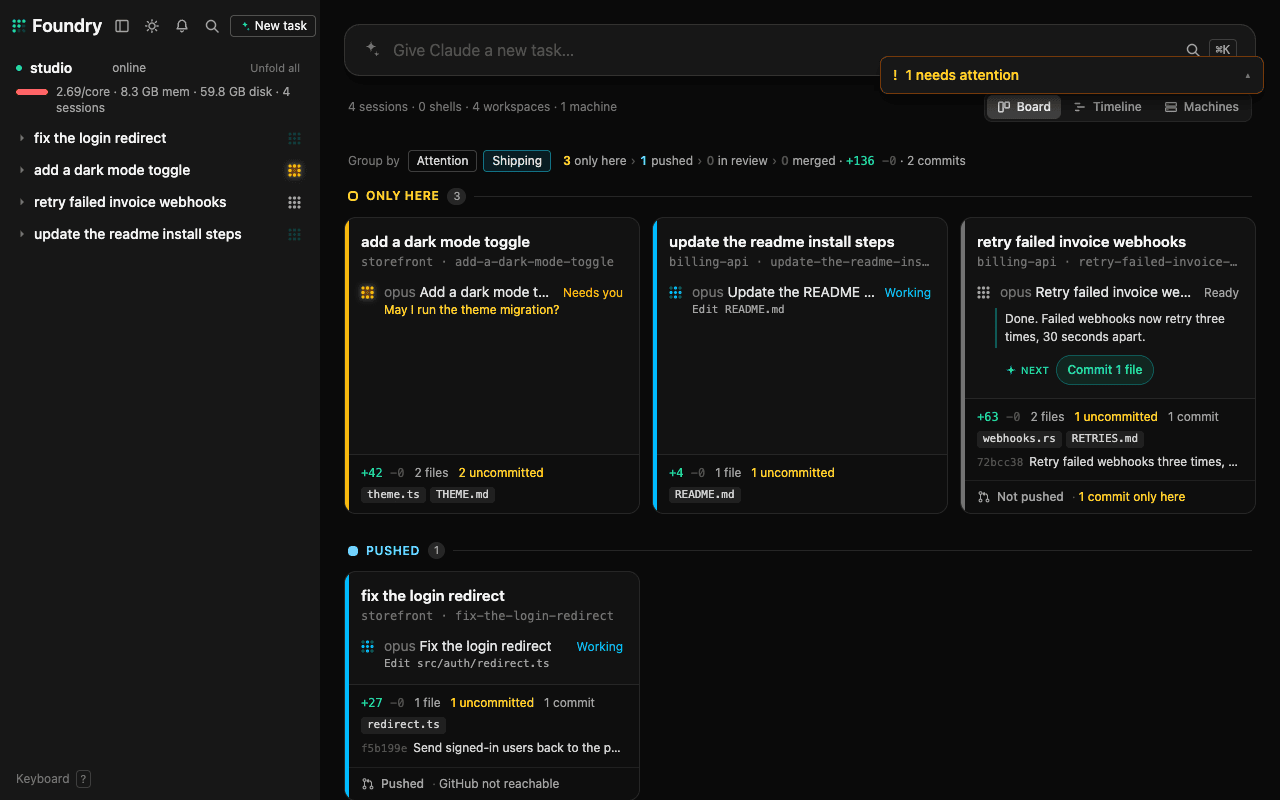 Foundry
New task
studio online Unfold all
2.69/core · 8.3 GB mem · 59.8 GB disk · 4
sessions
fix the login redirect
add a dark mode toggle
retry failed invoice webhooks
update the readme install steps
Keyboard ?
Give Claude a new task...
⌘K
! 1 needs attention
4 sessions · 0 shells · 4 workspaces · 1 machine
Board Timeline Machines
Group by Attention Shipping 3 only here › 1 pushed › 0 in review › 0 merged · +136 −0 · 2 commits
ONLY HERE 3
add a dark mode toggle
storefront · add-a-dark-mode-toggle
opus Add a dark mode t... Needs you
May I run the theme migration?
+42 −0 2 files 2 uncommitted
theme.ts THEME.md
update the readme install steps
billing-api · update-the-readme-ins…
opus Update the README ... Working
Edit README.md
+4 −0 1 file 1 uncommitted
README.md
retry failed invoice webhooks
billing-api · retry-failed-invoice-…
opus Retry failed invoice we... Ready
Done. Failed webhooks now retry three
times, 30 seconds apart.
NEXT Commit 1 file
+63 −0 2 files 1 uncommitted 1 commit
webhooks.rs RETRIES.md
72bcc38 Retry failed webhooks three times, ...
Not pushed · 1 commit only here
PUSHED 1
fix the login redirect
storefront · fix-the-login-redirect
opus Fix the login redirect Working
Edit src/auth/redirect.ts
+27 −0 1 file 1 uncommitted 1 commit
redirect.ts
f5b199e Send signed-in users back to the p...
Pushed · GitHub not reachable